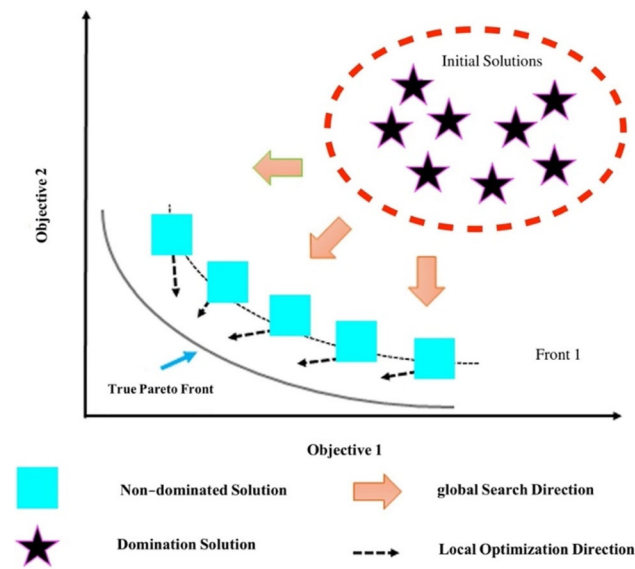 Initial Solutions
Objective 2
Front 1
True Pareto Front
Objective 1
Non-dominated Solution
global Search Direction
Domination Solution
Local Optimization Direction